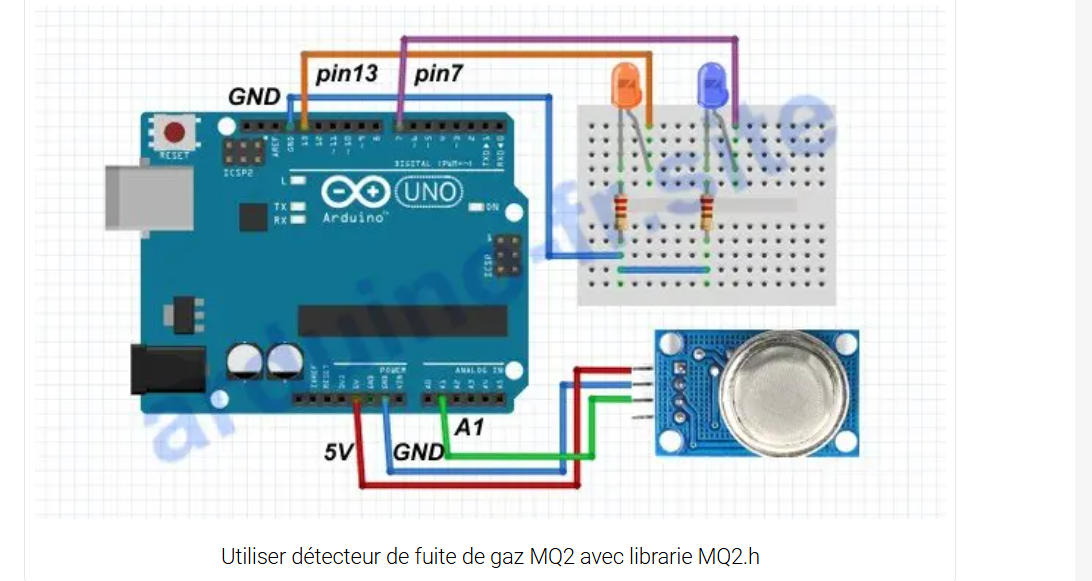 pin13 pin7
GND
RESET
ICSP2
AREF
GND
13
12
~11
~10
~9
8
7
~6
~5
4
~3
2
TXD▶1
RXD◀0
DIGITAL (PWM=~)
L
TX
RX
UNO
Arduino™
ON
1
ICSP
arduino-fr.site
POWER
ANALOG IN
IOREF
RESET
3V3
5V
GND
GND
VIN
A0
A1
A2
A3
A4
A5
A1
5V GND
Utiliser détecteur de fuite de gaz MQ2 avec librarie MQ2.h